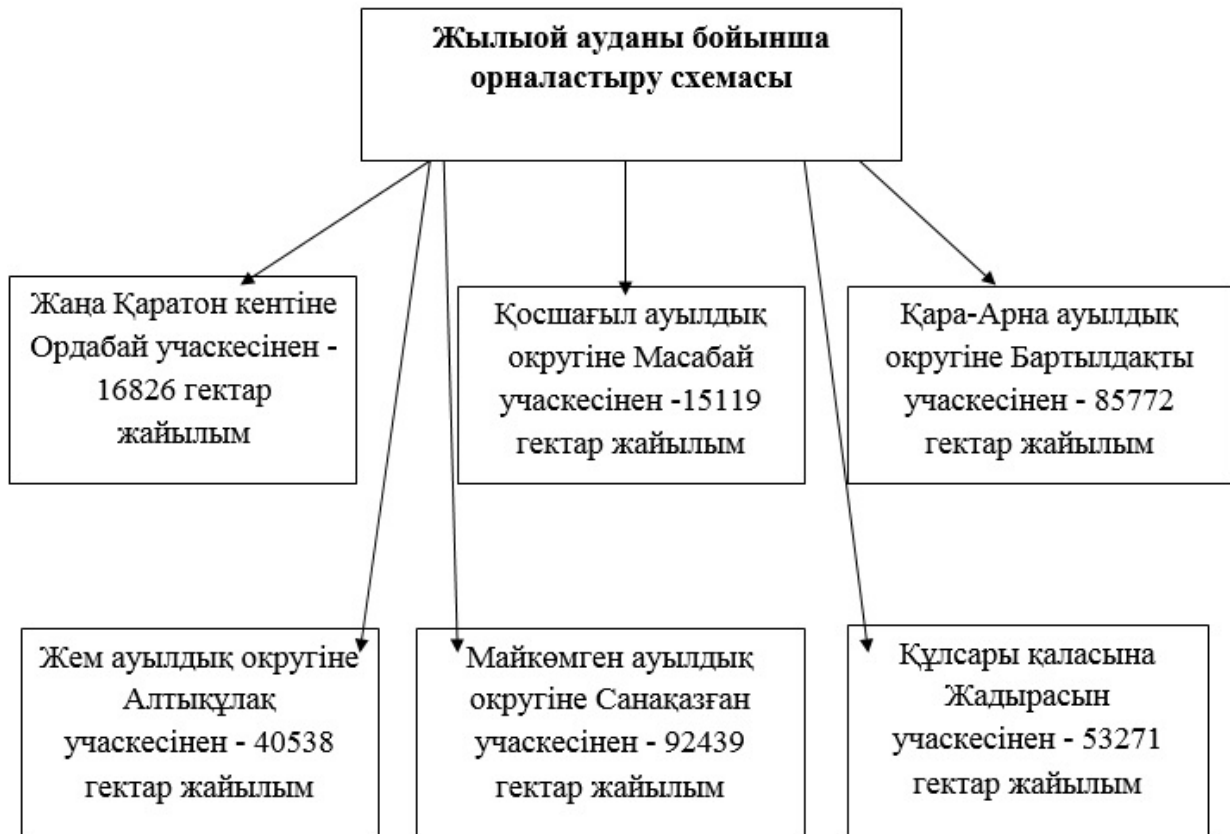 Жылыой ауданы бойынша
орналастыру схемасы
Жаңа Қаратон кентіне
Ордабай учаскесінен -
16826 гектар
жайылым
Қосшағыл ауылдық
округіне Масабай
учаскесінен -15119
гектар жайылым
Қара-Арна ауылдық
округіне Бартылдақты
учаскесінен - 85772
гектар жайылым
Жем ауылдық округіне
Алтықұлақ
учаскесінен - 40538
гектар жайылым
Майкөмген ауылдық
округіне Санақазған
учаскесінен - 92439
гектар жайылым
Құлсары қаласына
Жадырасын
учаскесінен - 53271
гектар жайылым